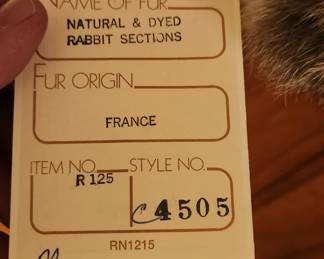 NAME OF FUR
NATURAL & DYED
RABBIT SECTIONS
FUR ORIGIN
FRANCE
ITEM NO. STYLE NO.
R 125
C4505
RN1215